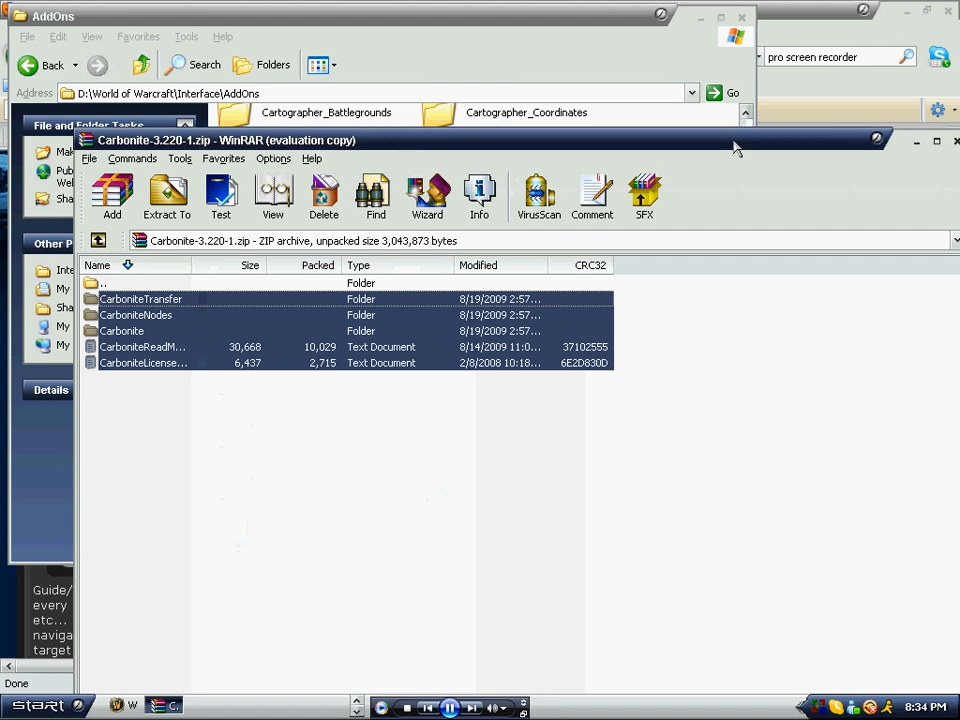 AddOns
File Edit View Favorites Tools Help
Back Search Folders
pro screen recorder
Address D:\World of Warcraft\Interface\AddOns Go
File and Folder Tasks
Cartographer_Battlegrounds Cartographer_Coordinates
Carbonite-3.220-1.zip - WinRAR (evaluation copy)
File Commands Tools Favorites Options Help
Add Extract To Test View Delete Find Wizard Info VirusScan Comment SFX
Carbonite-3.220-1.zip - ZIP archive, unpacked size 3,043,873 bytes
Name Size Packed Type Modified CRC32
.. Folder
CarboniteTransfer Folder 8/19/2009 2:57...
CarboniteNodes Folder 8/19/2009 2:57...
Carbonite Folder 8/19/2009 2:57...
CarboniteReadM... 30,668 10,029 Text Document 8/14/2009 11:0... 37102555
CarboniteLicense... 6,437 2,715 Text Document 2/8/2008 10:18... 6E2D830D
Mak
Pub
Wel
Sha
Other P
Inte
My
Sha
My
My
Details
Guide/
every
etc...
naviga
target
Done
start W C. 8:34 PM